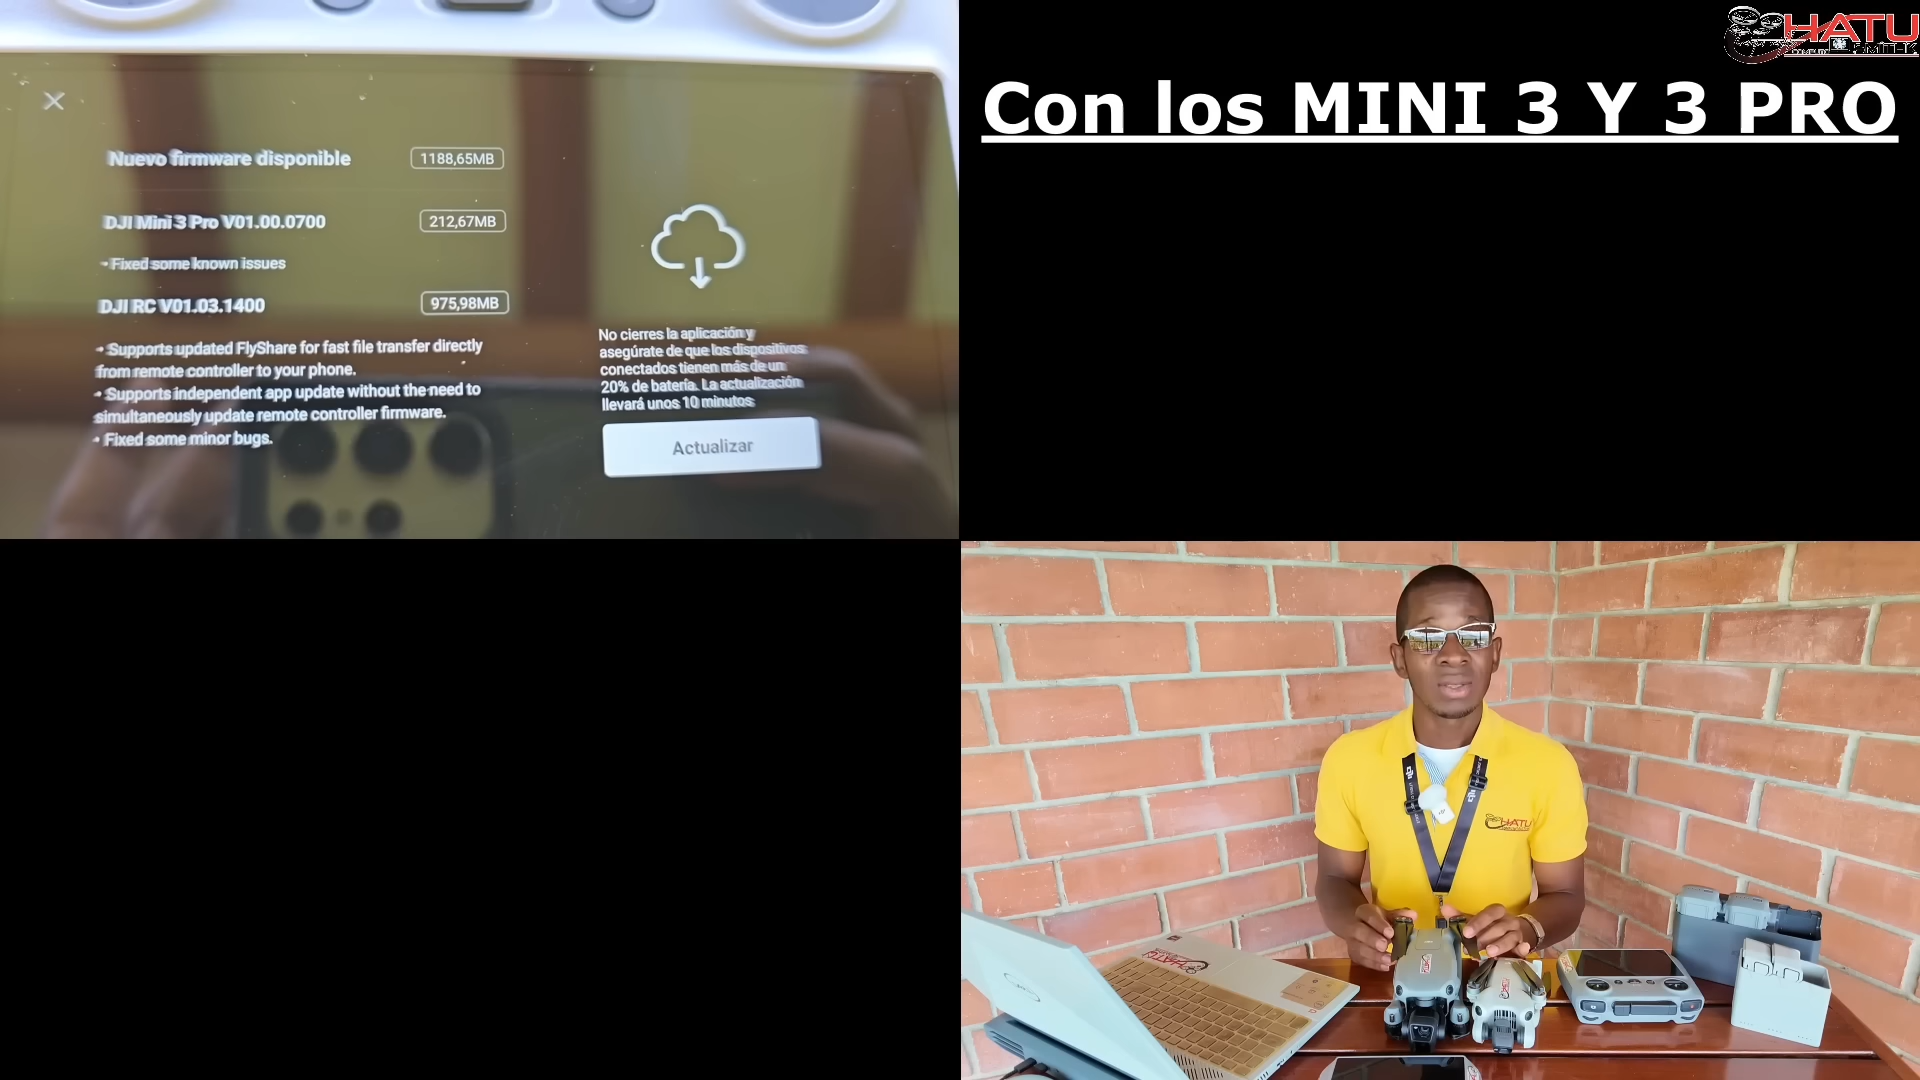 Nuevo firmware disponible 1188,65MB
DJI Mini 3 Pro V01.00.0700 212,67MB
• Fixed some known issues
DJI RC V01.03.1400 975,98MB
• Supports updated FlyShare for fast file transfer directly
from remote controller to your phone.
• Supports independent app update without the need to
simultaneously update remote controller firmware.
• Fixed some minor bugs.
No cierres la aplicación y
asegúrate de que los dispositivos
conectados tienen más de un
20% de batería. La actualización
llevará unos 10 minutos
Actualizar
HATU
Con los MINI 3 Y 3 PRO
HATU
HATU